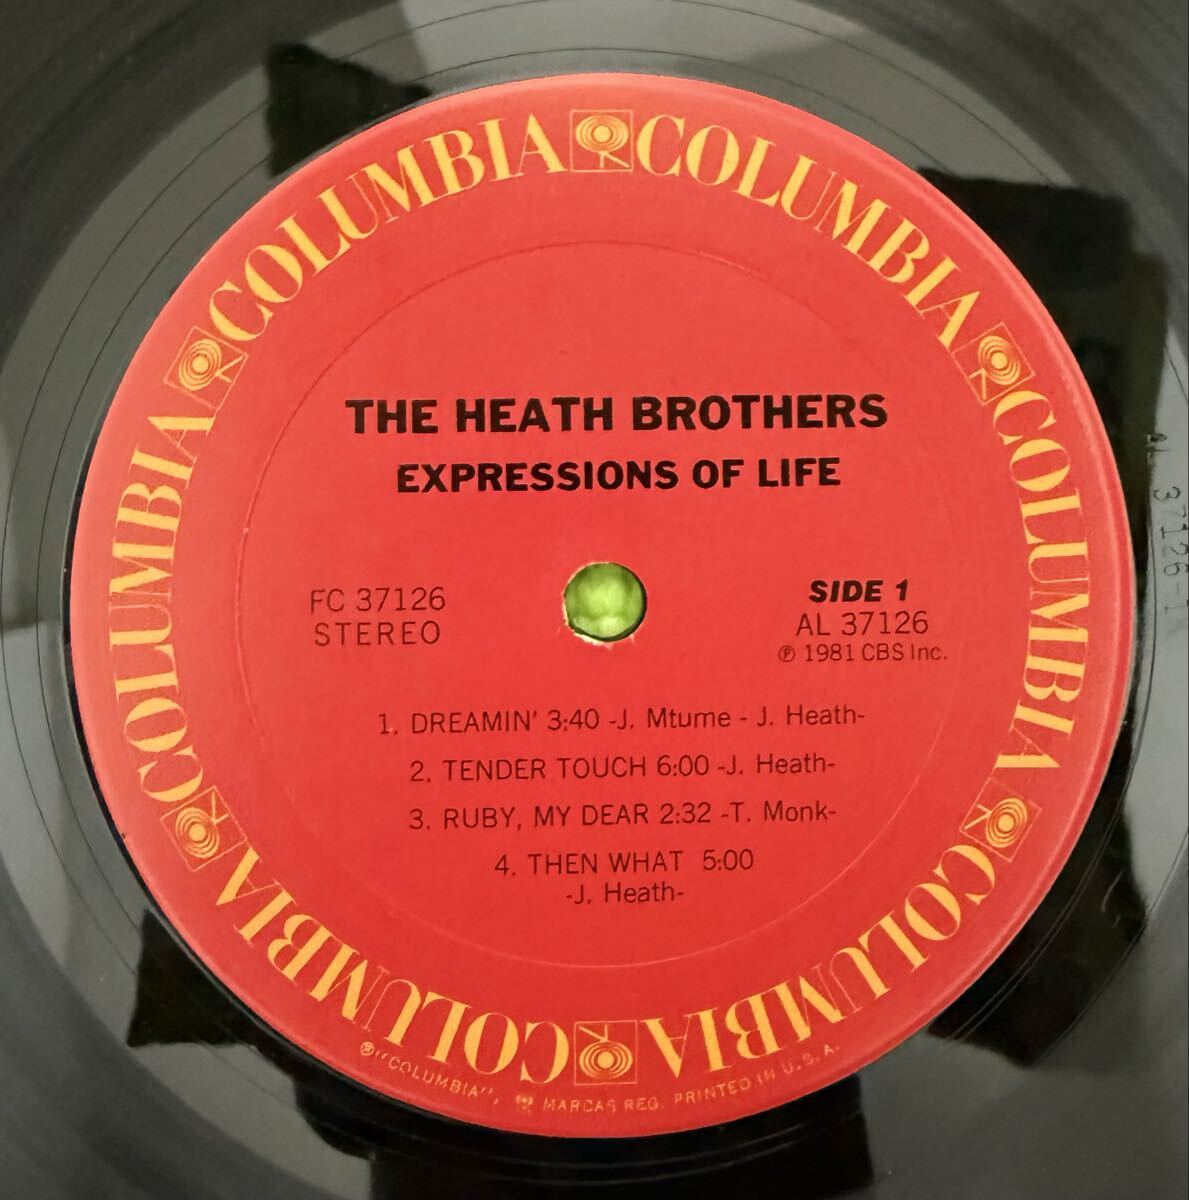 COLUMBIA COLUMBIA COLUMBIA COLUMBIA COLUMBIA COLUMBIA
THE HEATH BROTHERS
EXPRESSIONS OF LIFE
FC 37126
STEREO
SIDE 1
AL 37126
℗ 1981 CBS Inc.
1. DREAMIN' 3:40 -J. Mtume - J. Heath-
2. TENDER TOUCH 6:00 -J. Heath-
3. RUBY, MY DEAR 2:32 -T. Monk-
4. THEN WHAT 5:00
-J. Heath-
®"COLUMBIA", MARCAS REG. PRINTED IN U.S.A.
37126-1